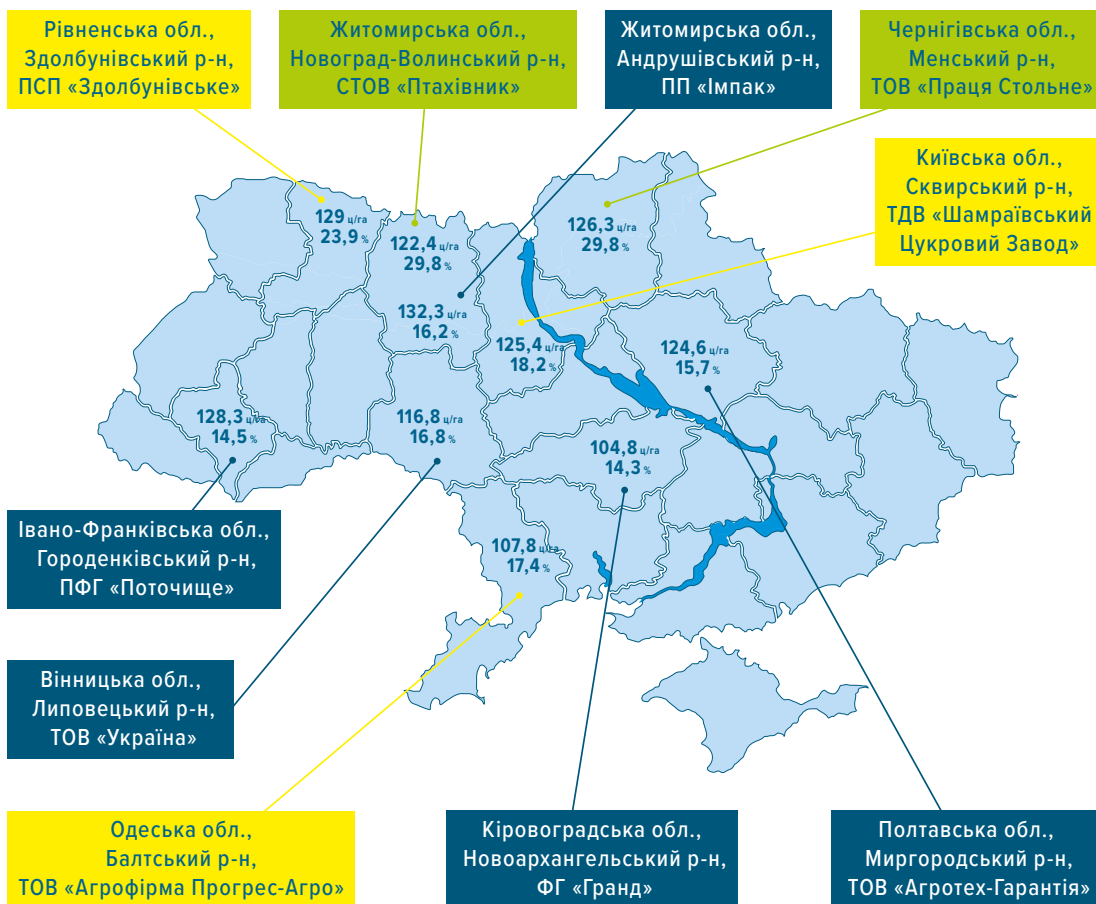 Рівненська обл.,
Здолбунівський р-н,
ПСП «Здолбунівське»
Житомирська обл.,
Новоград-Волинський р-н,
СТОВ «Птахівник»
Житомирська обл.,
Андрушівський р-н,
ПП «Імпак»
Чернігівська обл.,
Менський р-н,
ТОВ «Праця Стольне»
Київська обл.,
Сквирський р-н,
ТДВ «Шамраївський
Цукровий Завод»
129 ц/га
23,9 %
122,4 ц/га
29,8 %
126,3 ц/га
29,8 %
132,3 ц/га
16,2 %
125,4 ц/га
18,2 %
124,6 ц/га
15,7 %
128,3 ц/га
14,5 %
116,8 ц/га
16,8 %
104,8 ц/га
14,3 %
107,8 ц/га
17,4 %
Івано-Франківська обл.,
Городенківський р-н,
ПФГ «Поточище»
Вінницька обл.,
Липовецький р-н,
ТОВ «Україна»
Одеська обл.,
Балтський р-н,
ТОВ «Агрофірма Прогрес-Агро»
Кіровоградська обл.,
Новоархангельський р-н,
ФГ «Гранд»
Полтавська обл.,
Миргородський р-н,
ТОВ «Агротех-Гарантія»